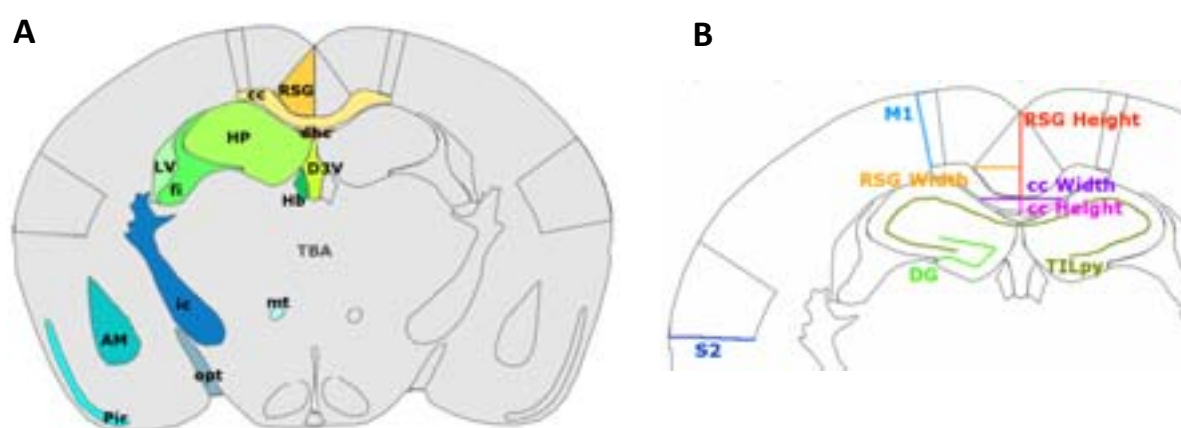 A
cc
RSG
HP
dhc
LV
D3V
fi
Hb
TBA
ic
mt
AM
opt
Pir
B
M1
RSG Height
RSG Width
cc Width
cc Height
TILpy
DG
S2